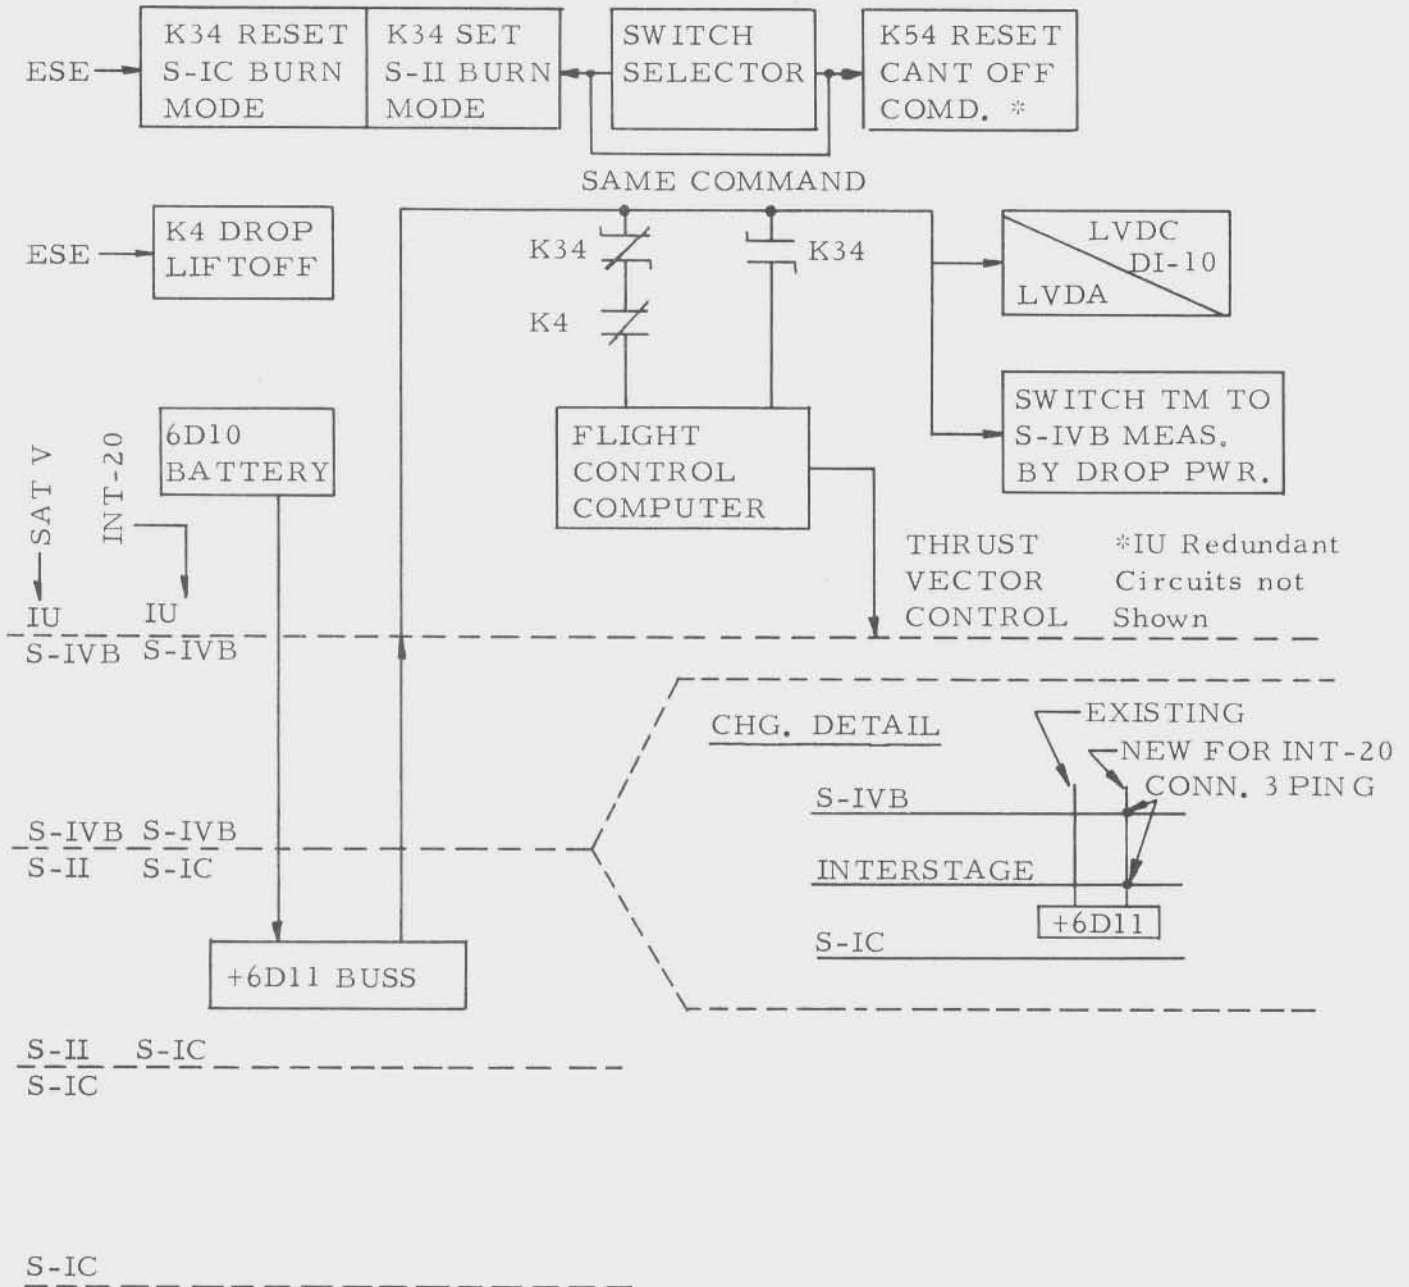 K34 RESET
S-IC BURN
MODE
K34 SET
S-II BURN
MODE
SWITCH
SELECTOR
K54 RESET
CANT OFF
COMD. *
ESE
SAME COMMAND
ESE
K4 DROP
LIFTOFF
K34
K4
K34
LVDC
DI-10
LVDA
SWITCH TM TO
S-IVB MEAS.
BY DROP PWR.
6D10
BATTERY
FLIGHT
CONTROL
COMPUTER
SAT V
INT-20
THRUST
VECTOR
CONTROL
*IU Redundant
Circuits not
Shown
IU IU
S-IVB S-IVB
CHG. DETAIL
EXISTING
NEW FOR INT-20
CONN. 3 PING
S-IVB
INTERSTAGE
+6D11
S-IC
S-IVB S-IVB
S-II S-IC
+6D11 BUSS
S-II S-IC
S-IC
S-IC